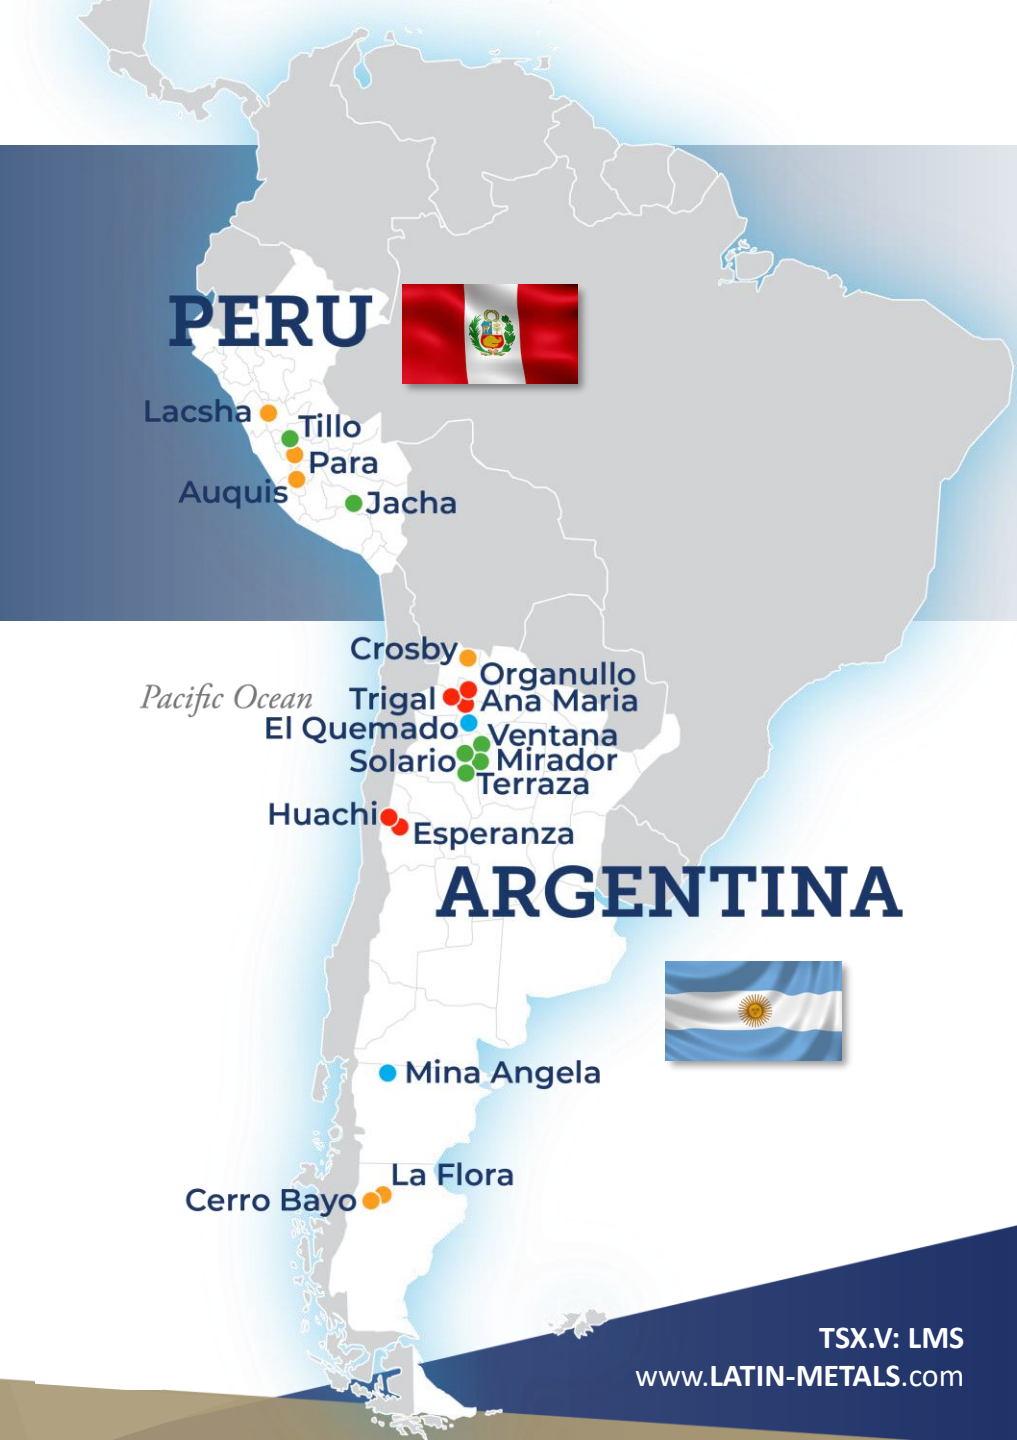 PERU
Lacsha
Tillo
Para
Auquis
Jacha
Crosby
Organullo
Pacific Ocean
Trigal
Ana Maria
El Quemado
Ventana
Solario
Mirador
Terraza
Huachi
Esperanza
ARGENTINA
Mina Angela
La Flora
Cerro Bayo
TSX.V: LMS
www.LATIN-METALS.com